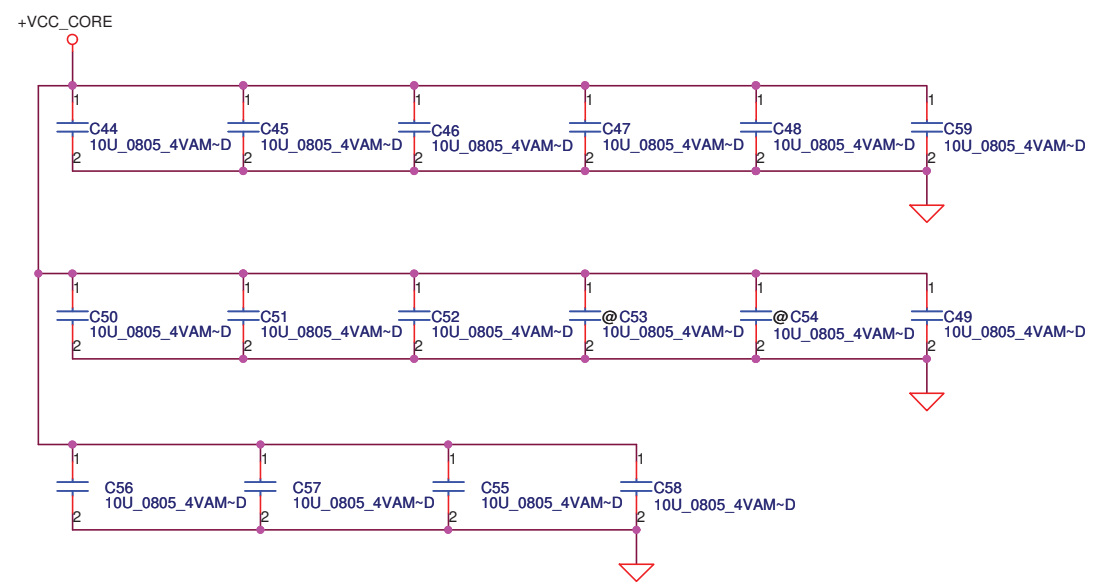 +VCC_CORE
1 1 1 1 1 1
C44 C45 C46 C47 C48 C59
10U_0805_4VAM~D 10U_0805_4VAM~D 10U_0805_4VAM~D 10U_0805_4VAM~D 10U_0805_4VAM~D 10U_0805_4VAM~D
2 2 2 2 2 2
1 1 1 1 1 1
C50 C51 C52 @C53 @C54 C49
10U_0805_4VAM~D 10U_0805_4VAM~D 10U_0805_4VAM~D 10U_0805_4VAM~D 10U_0805_4VAM~D 10U_0805_4VAM~D
2 2 2 2 2 2
1 1 1 1
C56 C57 C55 C58
10U_0805_4VAM~D 10U_0805_4VAM~D 10U_0805_4VAM~D 10U_0805_4VAM~D
2 2 2 2